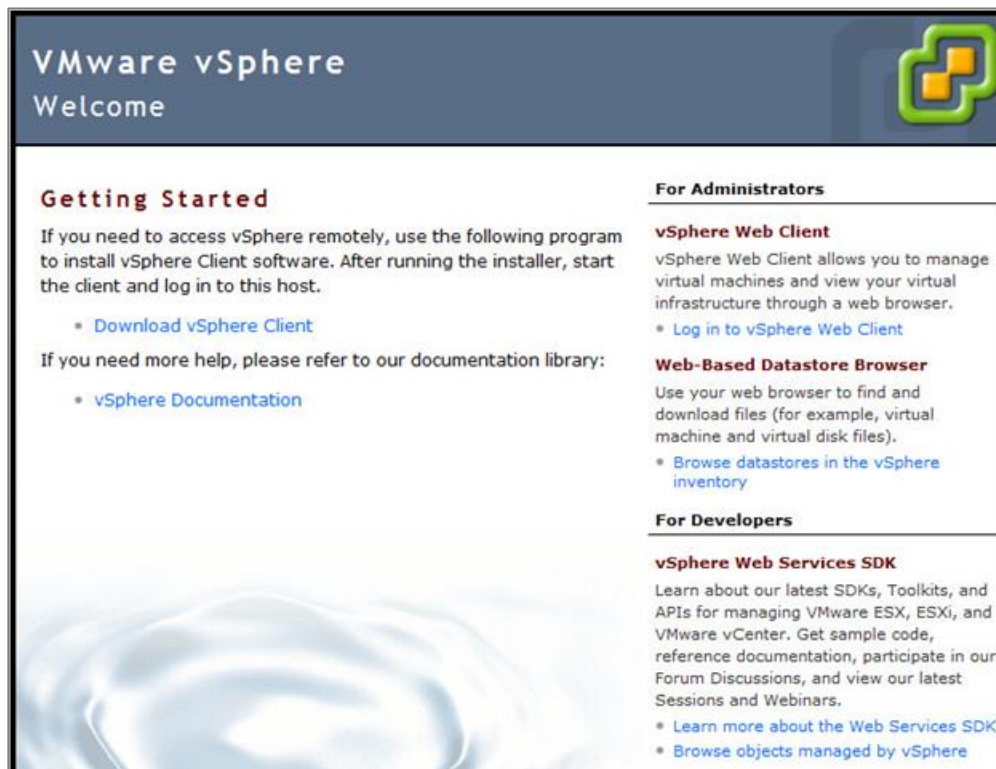 VMware vSphere
Welcome
Getting Started
If you need to access vSphere remotely, use the following program
to install vSphere Client software. After running the installer, start
the client and log in to this host.
Download vSphere Client
If you need more help, please refer to our documentation library:
vSphere Documentation
For Administrators
vSphere Web Client
vSphere Web Client allows you to manage
virtual machines and view your virtual
infrastructure through a web browser.
Log in to vSphere Web Client
Web-Based Datastore Browser
Use your web browser to find and
download files (for example, virtual
machine and virtual disk files).
Browse datastores in the vSphere
inventory
For Developers
vSphere Web Services SDK
Learn about our latest SDKs, Toolkits, and
APIs for managing VMware ESX, ESXi, and
VMware vCenter. Get sample code,
reference documentation, participate in our
Forum Discussions, and view our latest
Sessions and Webinars.
Learn more about the Web Services SDK
Browse objects managed by vSphere